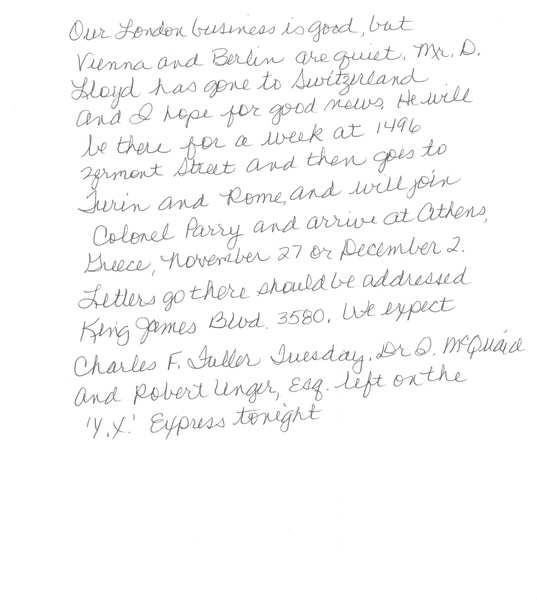 Our London business is good, but
Vienna and Berlin are quiet. Mr. D.
Lloyd has gone to Switzerland
and I hope for good news. He will
be there for a week at 1496
Zermont Street and then goes to
Turin and Rome, and will join
Colonel Parry and arrive at Athens,
Greece, November 27 or December 2.
Letters go there should be addressed
King James Blvd. 3580. We expect
Charles F. Fuller Tuesday. Dr. Q. McQuaid
and Robert Unger, Esq. left on the
'Y.X.' Express tonight